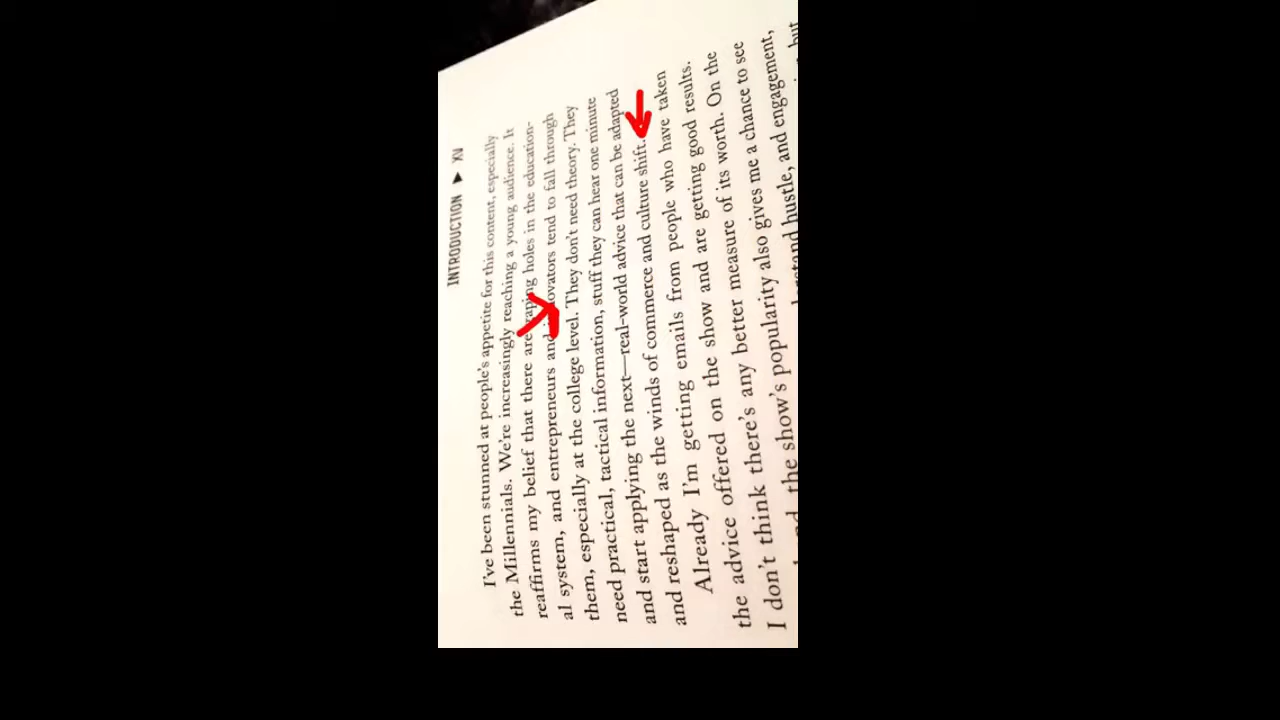 INTRODUCTION ▶ XV
I've been stunned at people's appetite for this content, especially
the Millennials. We're increasingly reaching a young audience. It
reaffirms my belief that there are gaping holes in the education-
al system, and entrepreneurs and innovators tend to fall through
them, especially at the college level. They don't need theory. They
need practical, tactical information, stuff they can hear one minute
and start applying the next—real-world advice that can be adapted
and reshaped as the winds of commerce and culture shift.
Already I'm getting emails from people who have taken
the advice offered on the show and are getting good results.
I don't think there's any better measure of its worth. On the
the show's popularity also gives me a chance to see
hustle, and engagement,
but